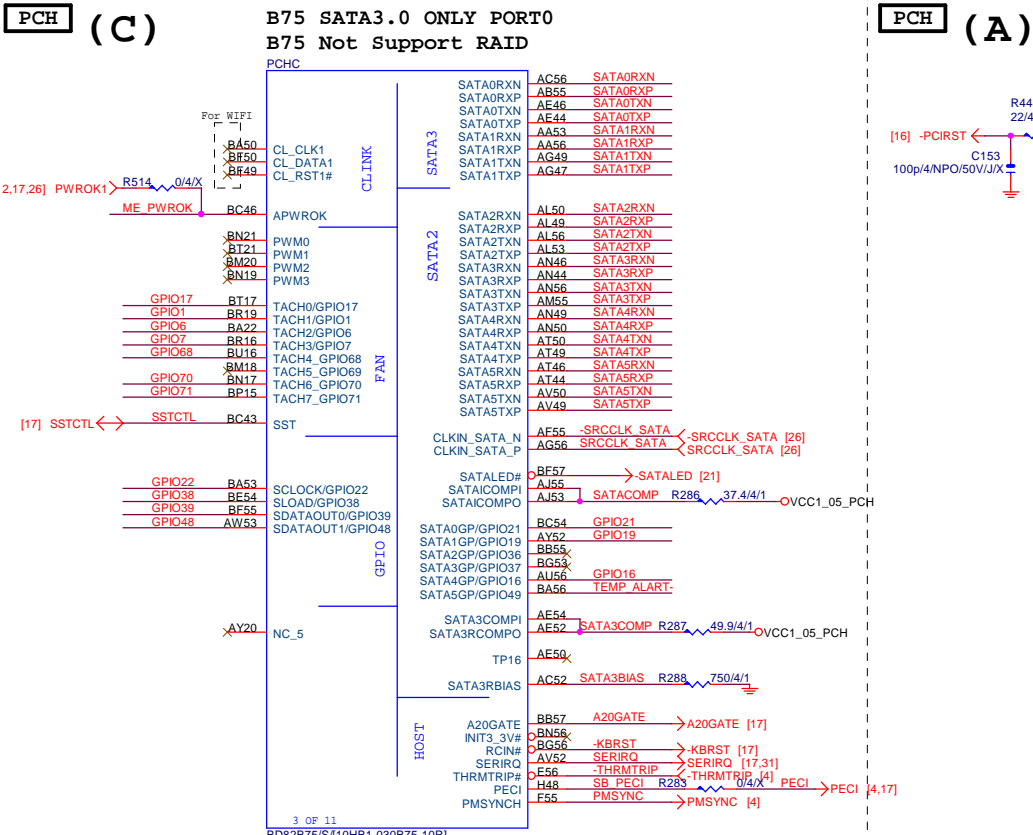 PCH (C)
B75 SATA3.0 ONLY PORT0
B75 Not Support RAID
PCH (A)
PCHC
For WIFI
BA50 CL_CLK1
BF50 CL_DATA1
BF49 CL_RST1#
2,17,26] PWROK1 R514 0/4/X
ME_PWROK BC46 APWROK
BN21 PWM0
BT21 PWM1
BM20 PWM2
BN19 PWM3
GPIO17 BT17 TACH0/GPIO17
GPIO1 BR19 TACH1/GPIO1
GPIO6 BA22 TACH2/GPIO6
GPIO7 BR16 TACH3/GPIO7
GPIO68 BU16 TACH4_GPIO68
BM18 TACH5_GPIO69
GPIO70 BN17 TACH6_GPIO70
GPIO71 BP15 TACH7_GPIO71
[17] SSTCTL SSTCTL BC43 SST
GPIO22 BA53 SCLOCK/GPIO22
GPIO38 BE54 SLOAD/GPIO38
GPIO39 BF55 SDATAOUT0/GPIO39
GPIO48 AW53 SDATAOUT1/GPIO48
AY20 NC_5
CLINK
FAN
GPIO
SATA3
SATA2
HOST
SATA0RXN AC56 SATA0RXN
SATA0RXP AB55 SATA0RXP
SATA0TXN AE46 SATA0TXN
SATA0TXP AE44 SATA0TXP
SATA1RXN AA53 SATA1RXN
SATA1RXP AA56 SATA1RXP
SATA1TXN AG49 SATA1TXN
SATA1TXP AG47 SATA1TXP
SATA2RXN AL50 SATA2RXN
SATA2RXP AL49 SATA2RXP
SATA2TXN AL56 SATA2TXN
SATA2TXP AL53 SATA2TXP
SATA3RXN AN46 SATA3RXN
SATA3RXP AN44 SATA3RXP
SATA3TXN AN56 SATA3TXN
SATA3TXP AM55 SATA3TXP
SATA4RXN AN49 SATA4RXN
SATA4RXP AN50 SATA4RXP
SATA4TXN AT50 SATA4TXN
SATA4TXP AT49 SATA4TXP
SATA5RXN AT46 SATA5RXN
SATA5RXP AT44 SATA5RXP
SATA5TXN AV50 SATA5TXN
SATA5TXP AV49 SATA5TXP
CLKIN_SATA_N AF55 -SRCCLK_SATA -SRCCLK_SATA [26]
CLKIN_SATA_P AG56 SRCCLK_SATA SRCCLK_SATA [26]
SATALED# BF57 -SATALED [21]
SATAICOMPI AJ55
SATAICOMPO AJ53 SATACOMP R286 37.4/4/1 VCC1_05_PCH
SATA0GP/GPIO21 BC54 GPIO21
SATA1GP/GPIO19 AY52 GPIO19
SATA2GP/GPIO36 BB55
SATA3GP/GPIO37 BG53
SATA4GP/GPIO16 AU56 GPIO16
SATA5GP/GPIO49 BA56 TEMP_ALART-
SATA3COMPI AE54
SATA3RCOMPO AE52 SATA3COMP R287 49.9/4/1 VCC1_05_PCH
TP16 AE50
SATA3RBIAS AC52 SATA3BIAS R288 750/4/1
A20GATE BB57 A20GATE A20GATE [17]
INIT3_3V# BN56
RCIN# BG56 -KBRST -KBRST [17]
SERIRQ AV52 SERIRQ SERIRQ [17,31]
THRMTRIP# E56 -THRMTRIP -THRMTRIP [4]
PECI H48 SB_PECI R283 0/4/X PECI PECI [4,17]
PMSYNCH F55 PMSYNC PMSYNC [4]
3 OF 11
BD82B75/S/[10HB1-030B75-10R]
R44
22/4
[16] -PCIRST
C153
100p/4/NPO/50V/J/X